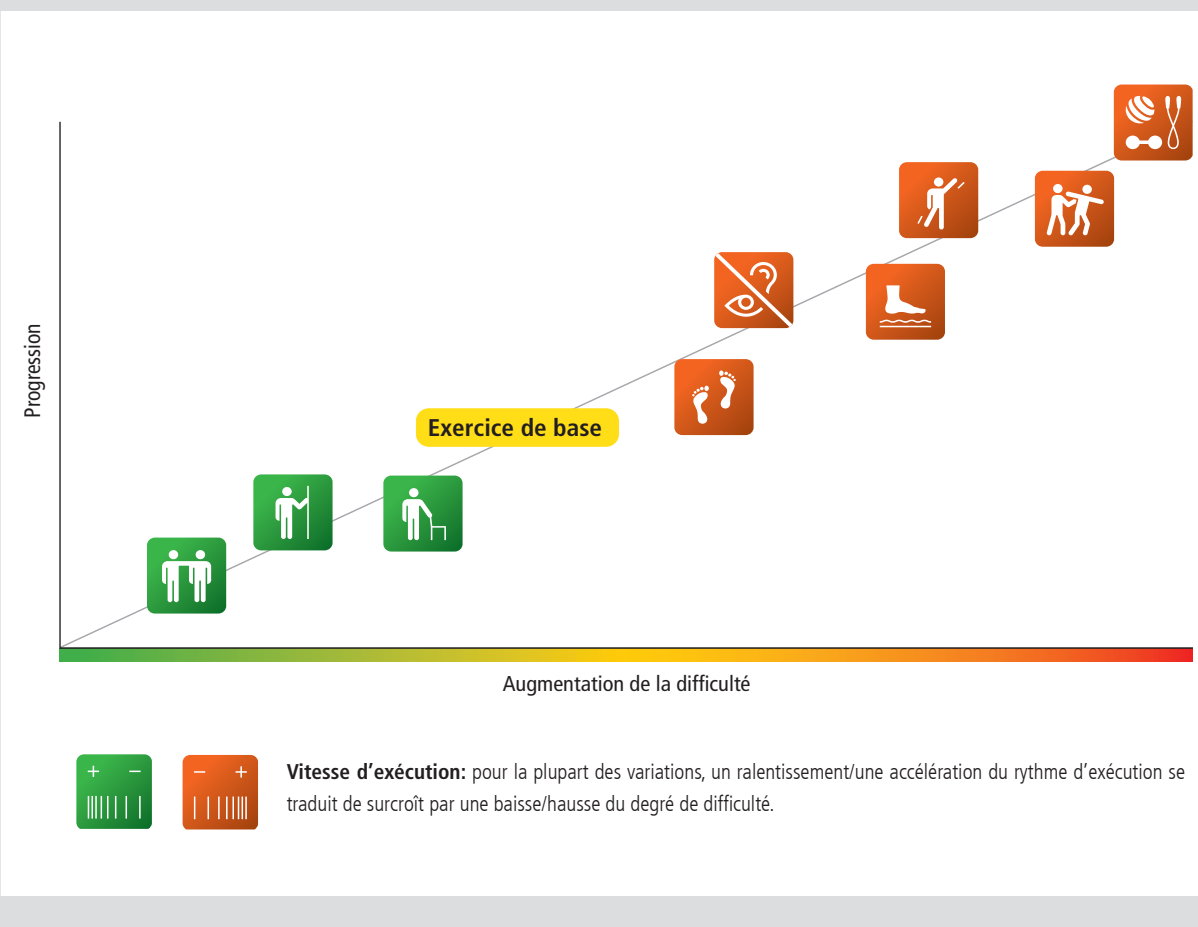 Progression
Exercice de base
Augmentation de la difficulté
+ − − +
Vitesse d'exécution: pour la plupart des variations, un ralentissement/une accélération du rythme d'exécution se
traduit de surcroît par une baisse/hausse du degré de difficulté.